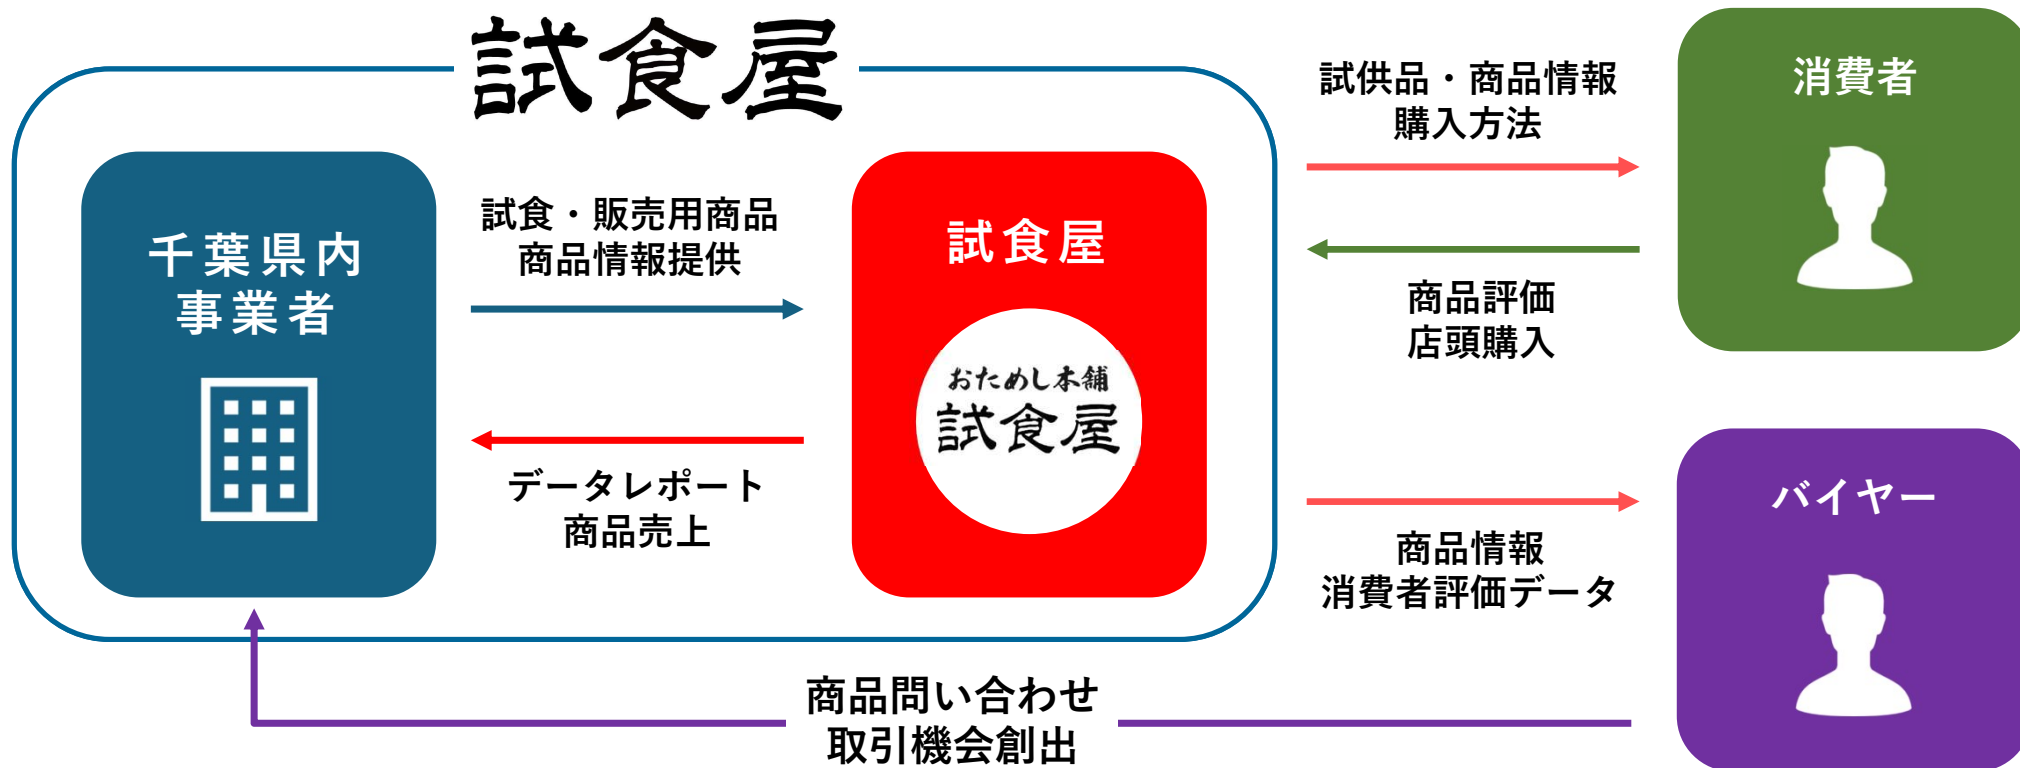 試食屋
千葉県内
事業者
試食・販売用商品
商品情報提供
データレポート
商品売上
試食屋
おためし本舗
試食屋
試供品・商品情報
購入方法
商品評価
店頭購入
消費者
商品情報
消費者評価データ
バイヤー
商品問い合わせ
取引機会創出